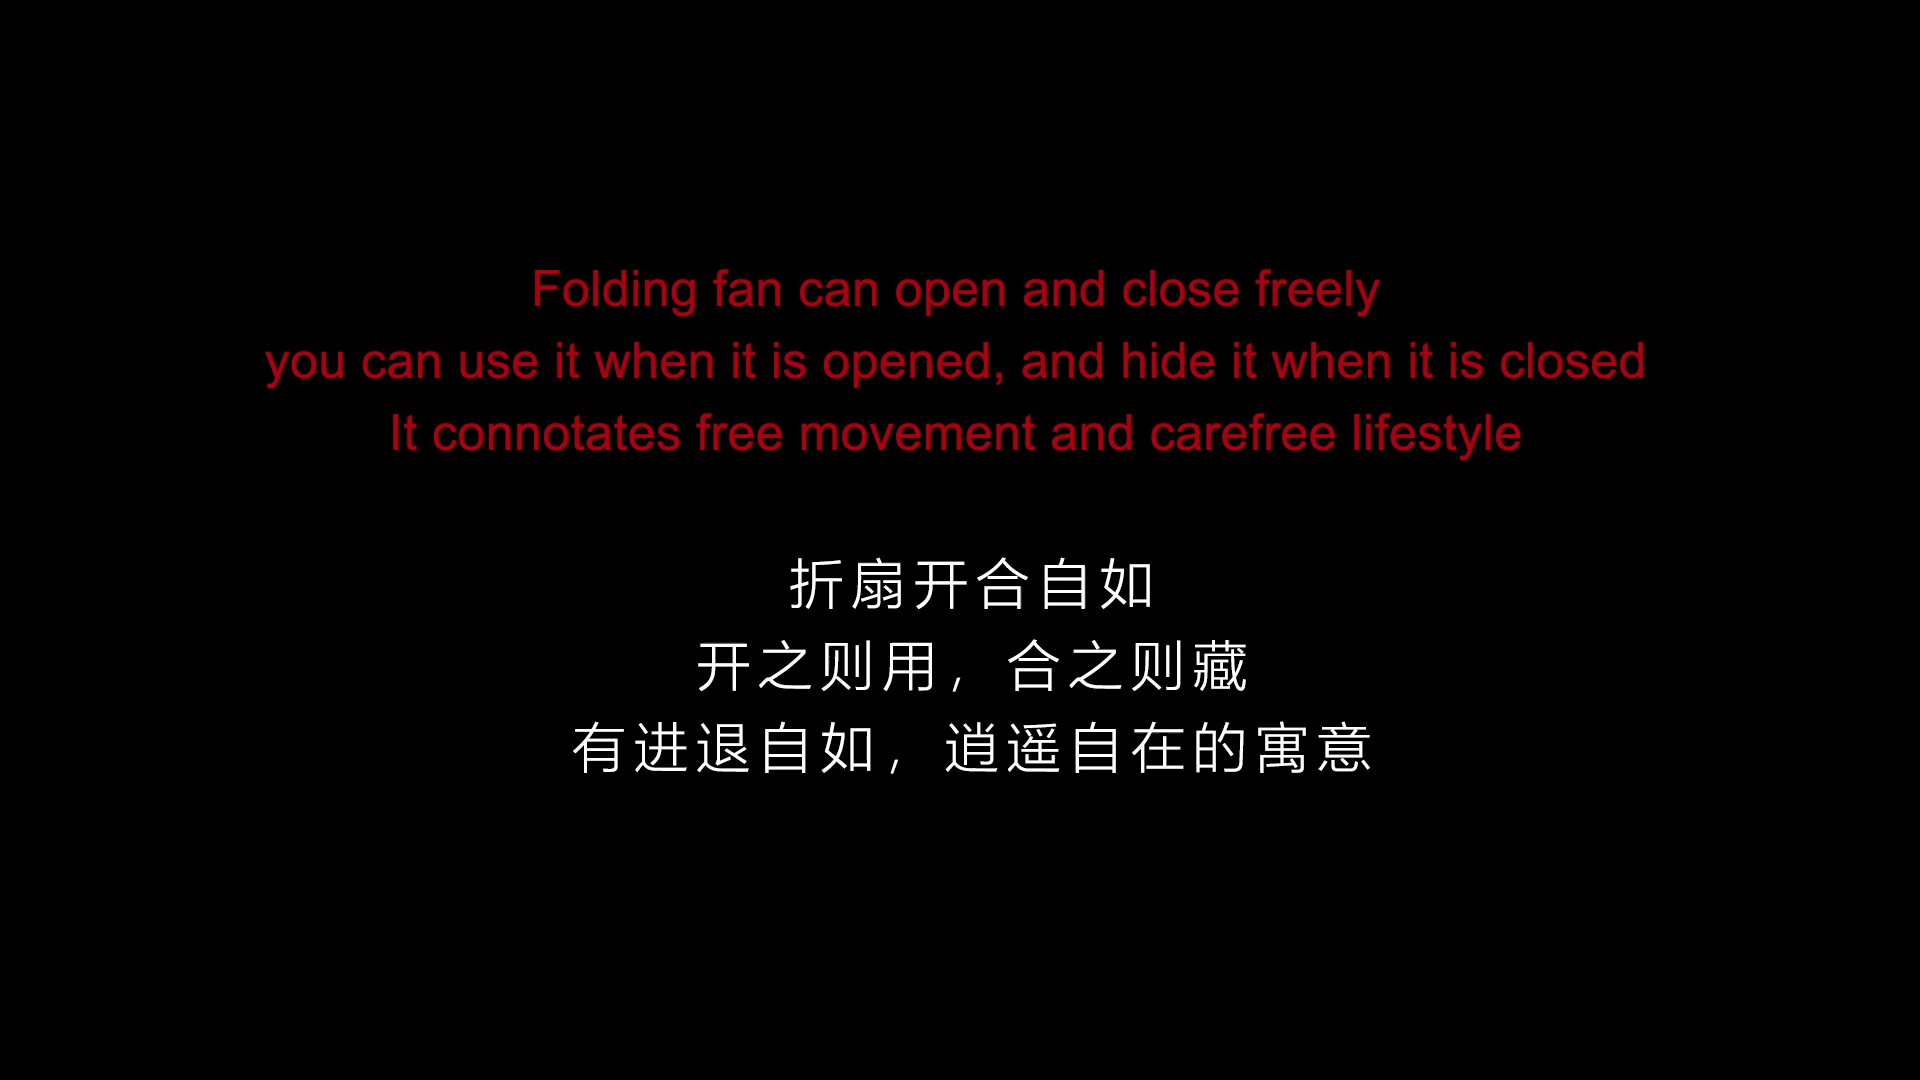 Folding fan can open and close freely
you can use it when it is opened, and hide it when it is closed
It connotates free movement and carefree lifestyle
折扇开合自如
开之则用，合之则藏
有进退自如，逍遥自在的寓意